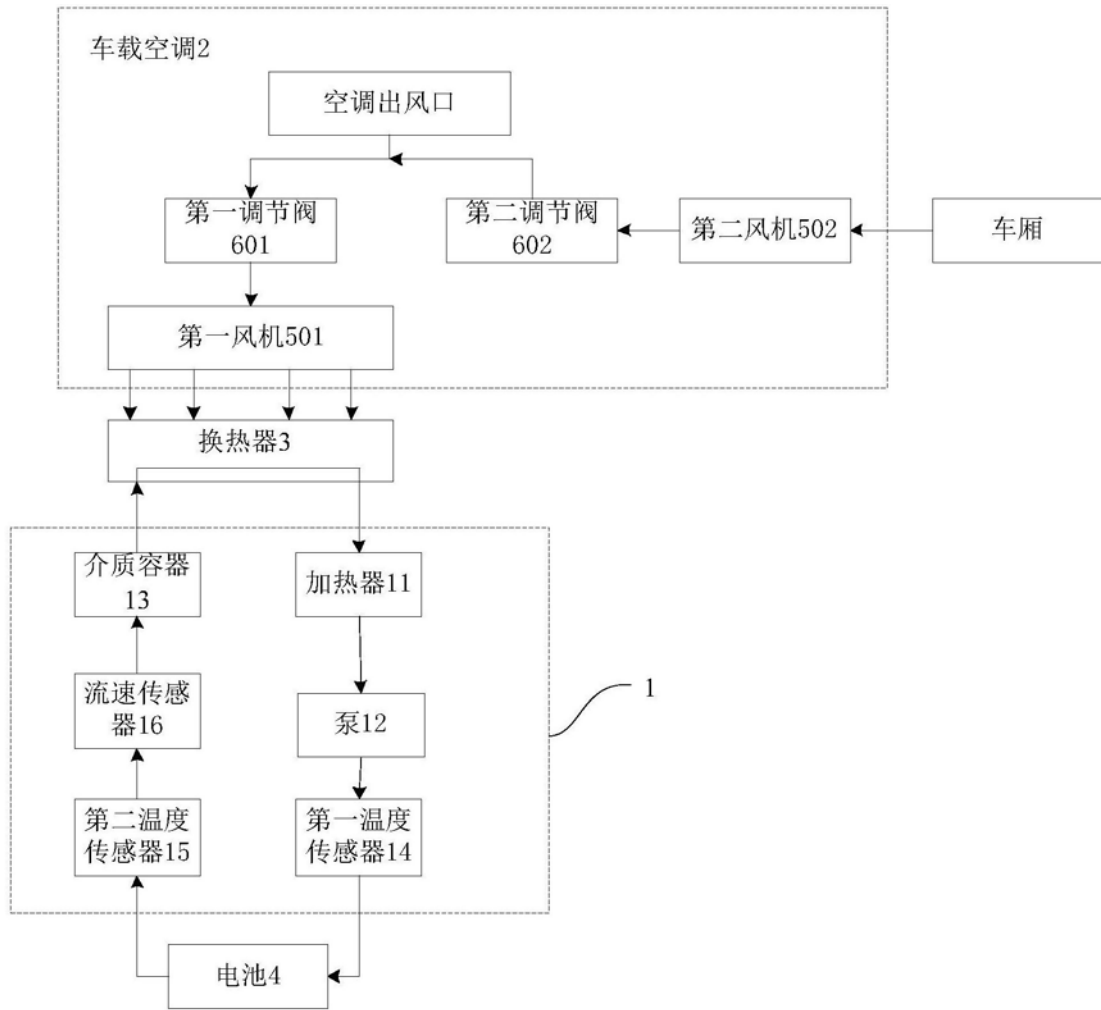 车载空调2
空调出风口
第一调节阀
601
第二调节阀
602
第二风机502
车厢
第一风机501
换热器3
介质容器
13
加热器11
流速传感
器16
泵12
1
第二温度
传感器15
第一温度
传感器14
电池4